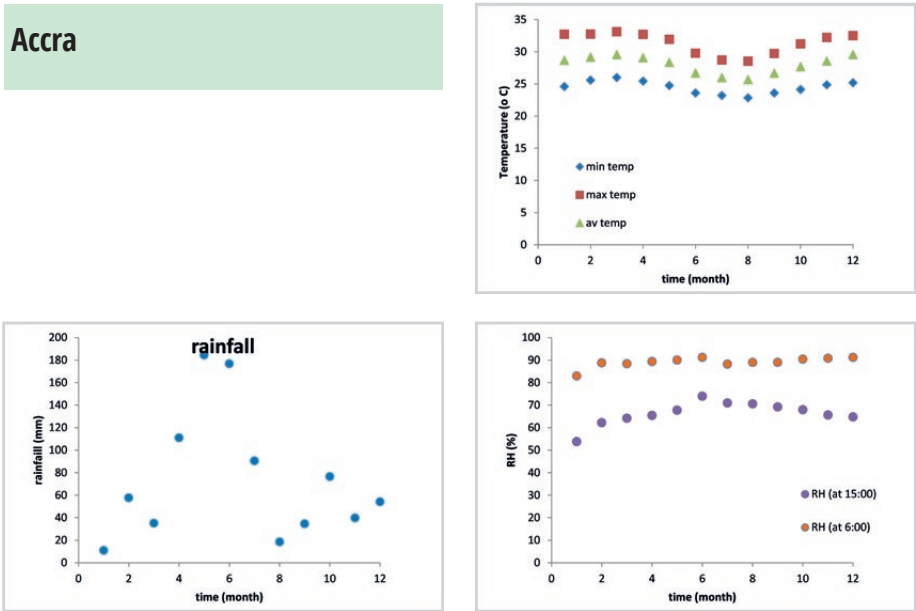 Accra
35
30
25
20
15
10
5
0
Temperature (o C)
min temp
max temp
av temp
0 2 4 6 8 10 12
time (month)
rainfall
200
180
160
140
120
100
80
60
40
20
0
rainfaill (mm)
0 2 4 6 8 10 12
time (month)
100
90
80
70
60
50
40
30
20
10
0
RH (%)
RH (at 15:00)
RH (at 6:00)
0 2 4 6 8 10 12
time (month)